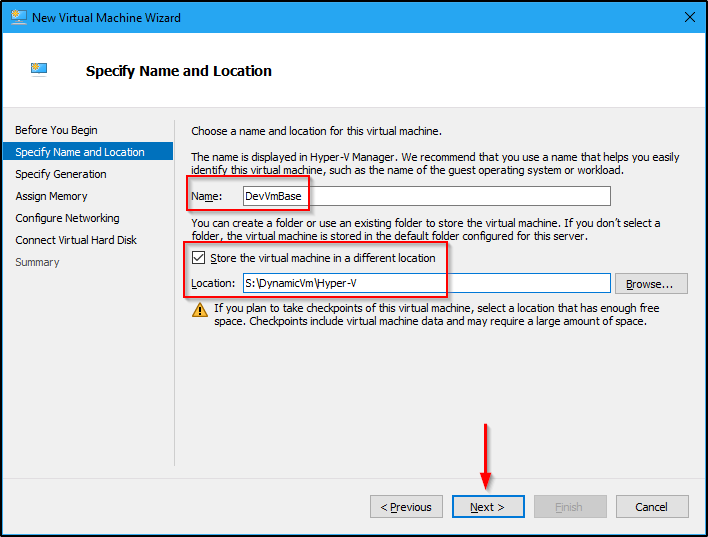 New Virtual Machine Wizard
Specify Name and Location
Before You Begin
Specify Name and Location
Specify Generation
Assign Memory
Configure Networking
Connect Virtual Hard Disk
Summary
Choose a name and location for this virtual machine.
The name is displayed in Hyper-V Manager. We recommend that you use a name that helps you easily
identify this virtual machine, such as the name of the guest operating system or workload.
Name: DevVmBase
You can create a folder or use an existing folder to store the virtual machine. If you don't select a
folder, the virtual machine is stored in the default folder configured for this server.
Store the virtual machine in a different location
Location: S:\DynamicVm\Hyper-V Browse...
If you plan to take checkpoints of this virtual machine, select a location that has enough free
space. Checkpoints include virtual machine data and may require a large amount of space.
< Previous Next > Finish Cancel